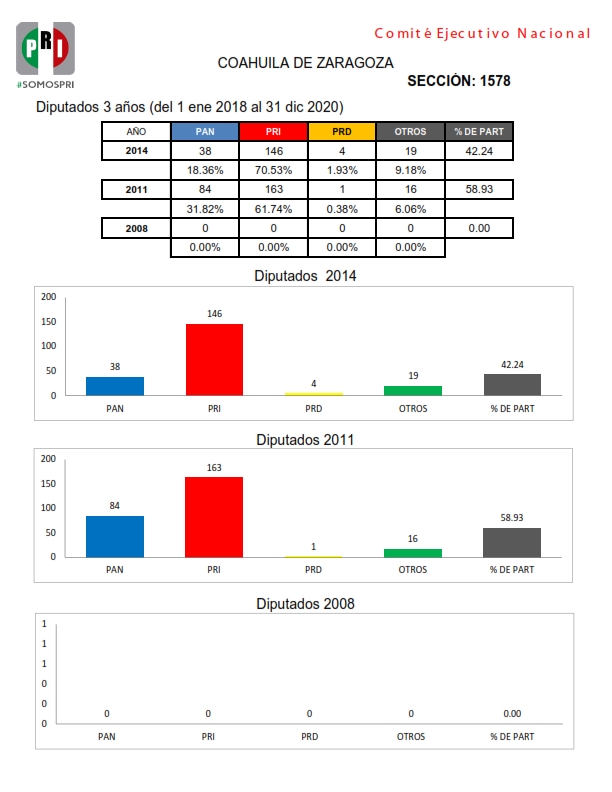 Comité Ejecutivo Nacional
PRI
#SOMOSPRI
COAHUILA DE ZARAGOZA
SECCIÓN: 1578
Diputados 3 años (del 1 ene 2018 al 31 dic 2020)
AÑO PAN PRI PRD OTROS % DE PART
2014 38 146 4 19 42.24
18.36% 70.53% 1.93% 9.18%
2011 84 163 1 16 58.93
31.82% 61.74% 0.38% 6.06%
2008 0 0 0 0 0.00
0.00% 0.00% 0.00% 0.00%
Diputados 2014
200
150
100
50
0
38 146 4 19 42.24
PAN PRI PRD OTROS % DE PART
Diputados 2011
200
150
100
50
0
84 163 1 16 58.93
PAN PRI PRD OTROS % DE PART
Diputados 2008
1
1
1
0
0
0
0 0 0 0 0.00
PAN PRI PRD OTROS % DE PART